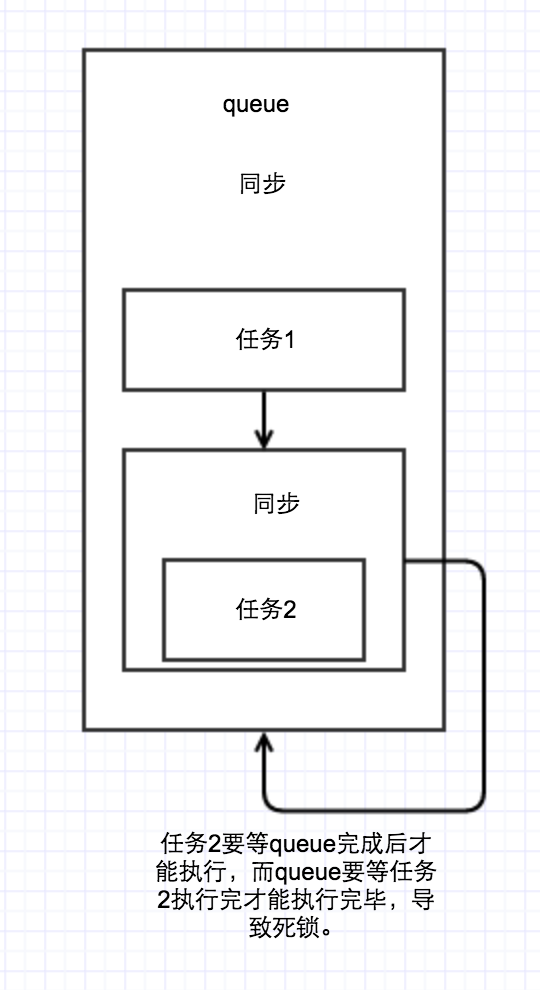 queue
同步
任务1
同步
任务2
任务2要等queue完成后才
能执行，而queue要等任务
2执行完才能执行完毕，导
致死锁。